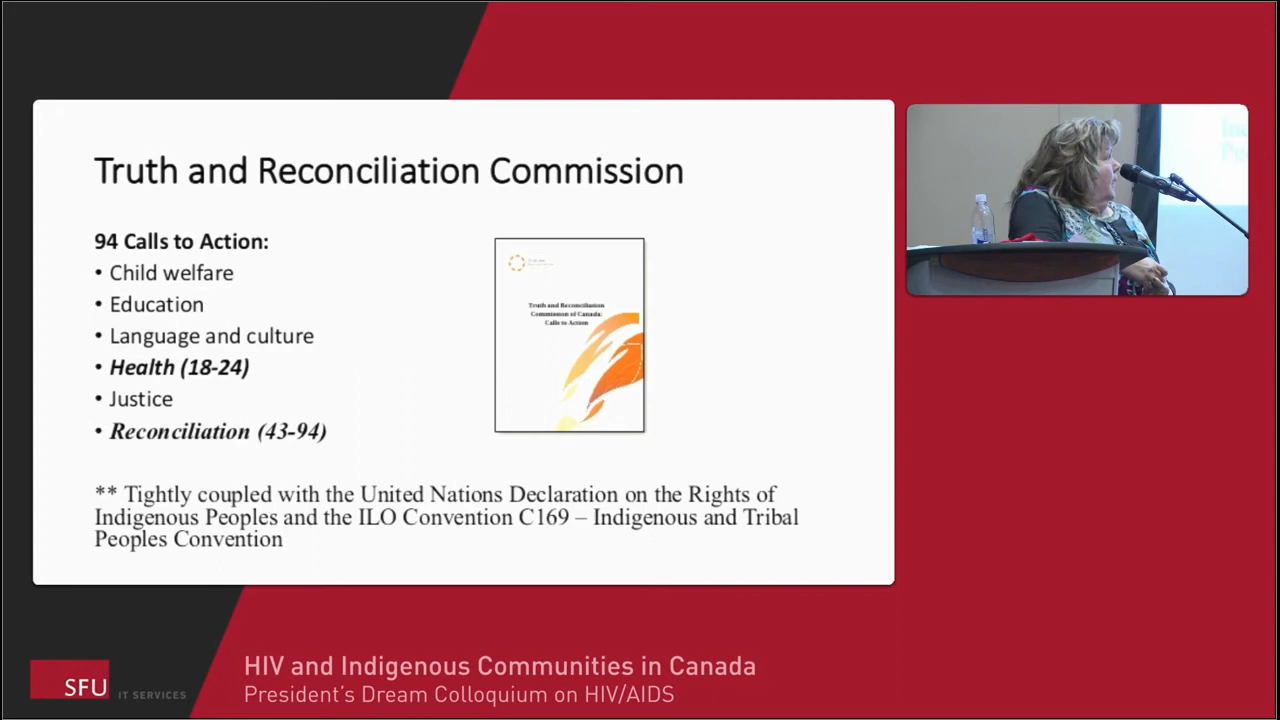 Truth and Reconciliation Commission
94 Calls to Action:
• Child welfare
• Education
• Language and culture
• Health (18-24)
• Justice
• Reconciliation (43-94)
** Tightly coupled with the United Nations Declaration on the Rights of
Indigenous Peoples and the ILO Convention C169 – Indigenous and Tribal
Peoples Convention
Truth and Reconciliation
Commission of Canada:
Calls to Action
SFU IT SERVICES
HIV and Indigenous Communities in Canada
President's Dream Colloquium on HIV/AIDS